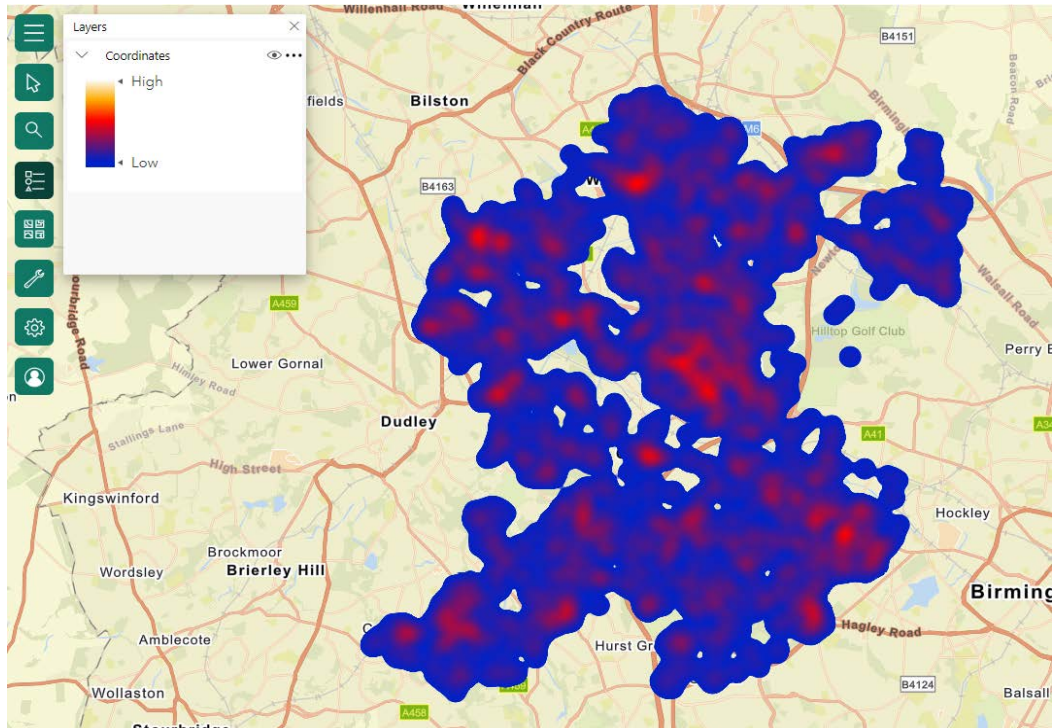 Layers
Coordinates
High
Low
Willenhall Road
Black Country Route
B4151
Beacon Road
Bilston
M6
B4163
A459
Walsall Road
Hilltop Golf Club
Perry
Lower Gornal
Himley Road
Dudley
Stallings Lane
High Street
A41
Kingswinford
Hockley
Brockmoor
Brierley Hill
Wordsley
Birming
Amblecote
Hagley Road
Hurst Gr
B4124
Wollaston
Balsall
A458